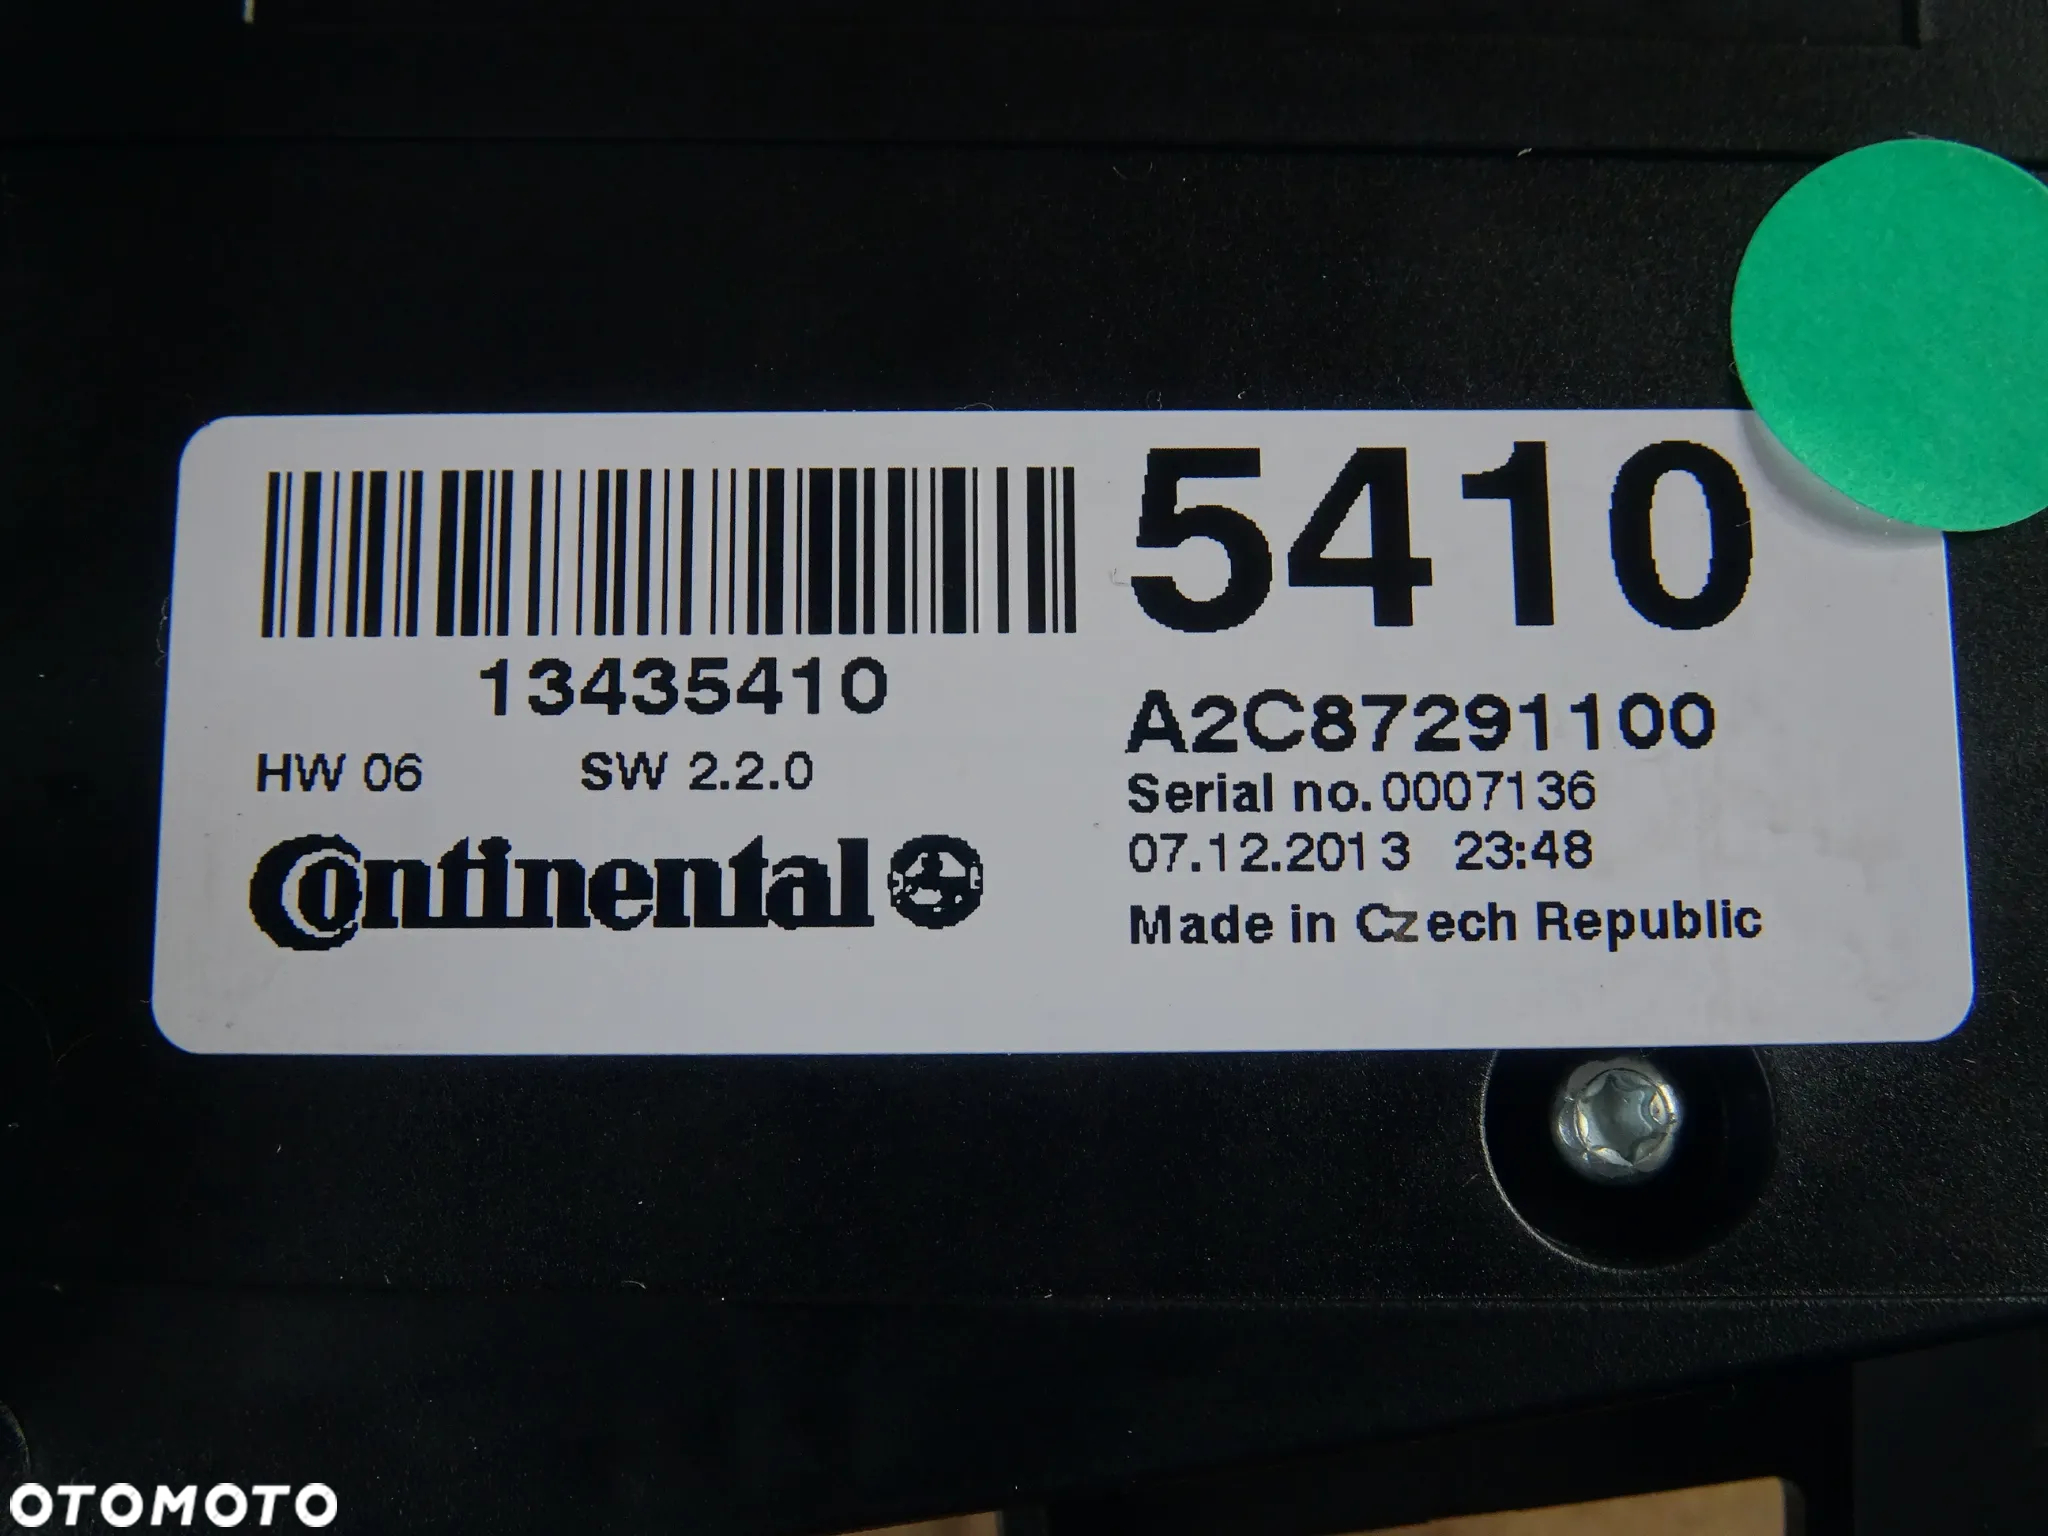 5410
13435410
A2C87291100
HW 06 SW 2.2.0
Serial no.0007136
Continental
07.12.2013 23:48
Made in Czech Republic
OTOMOTO